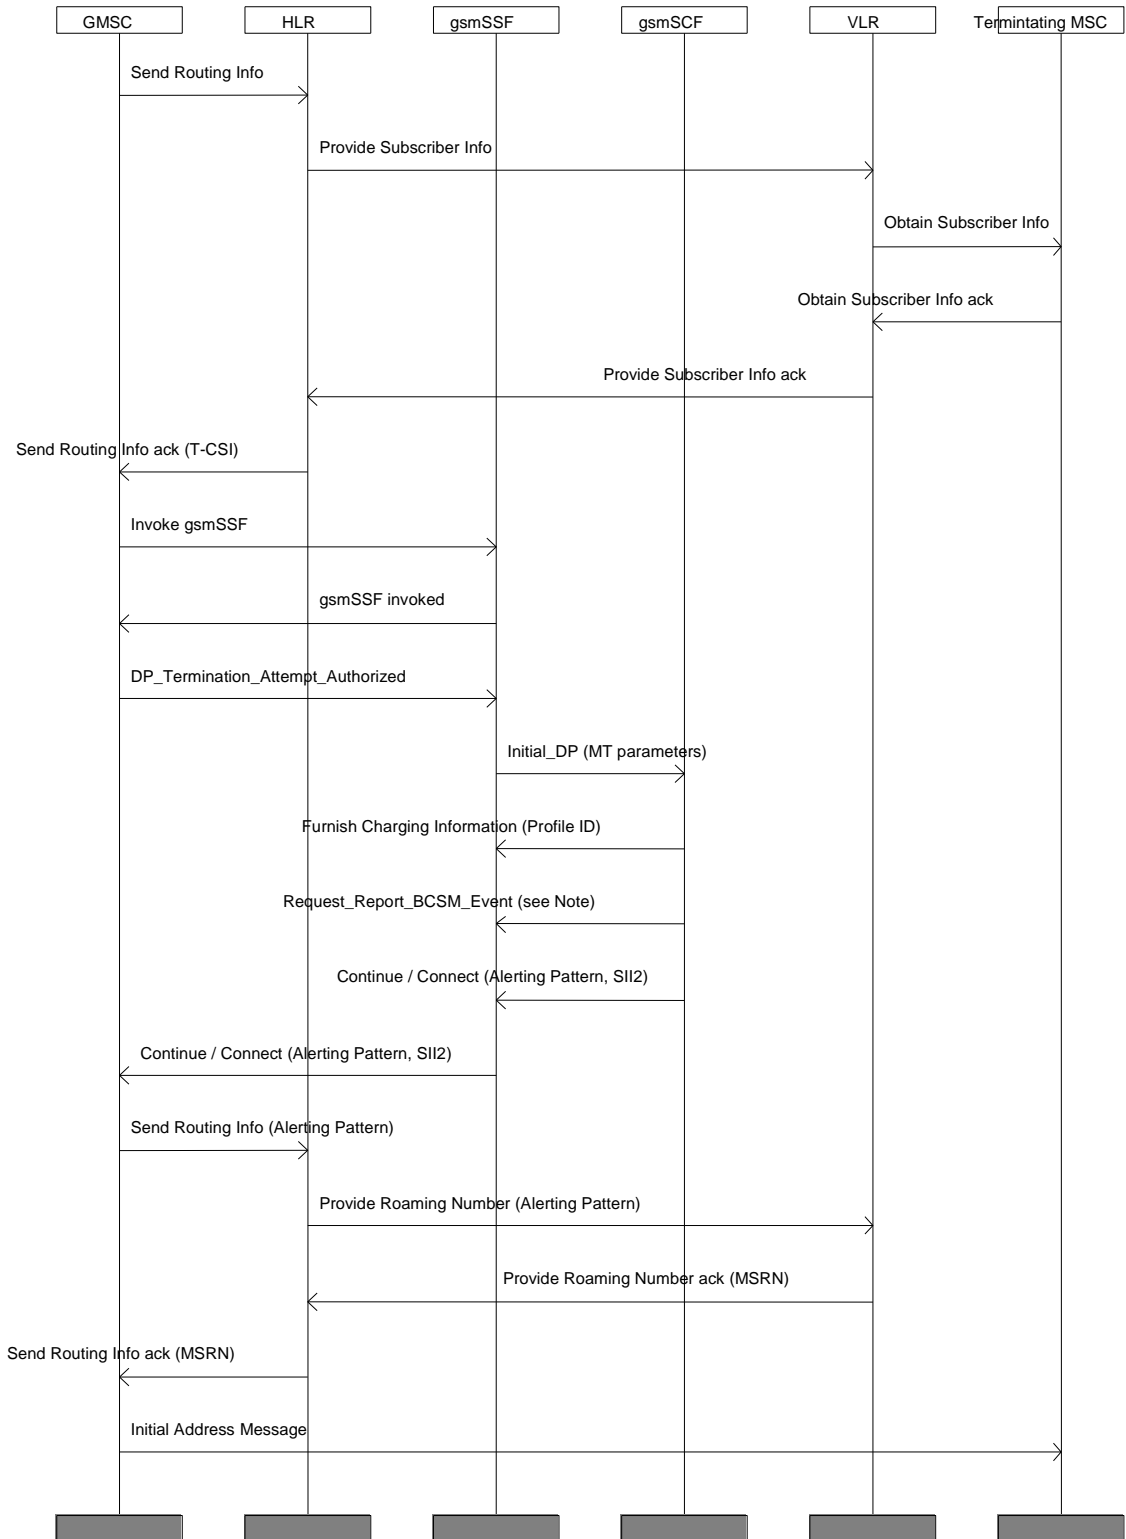 GMSC HLR gsmSSF gsmSCF VLR Termintating MSC
Send Routing Info
Provide Subscriber Info
Obtain Subscriber Info
Obtain Subscriber Info ack
Provide Subscriber Info ack
Send Routing Info ack (T-CSI)
Invoke gsmSSF
gsmSSF invoked
DP_Termination_Attempt_Authorized
Initial_DP (MT parameters)
Furnish Charging Information (Profile ID)
Request_Report_BCSM_Event (see Note)
Continue / Connect (Alerting Pattern, SII2)
Continue / Connect (Alerting Pattern, SII2)
Send Routing Info (Alerting Pattern)
Provide Roaming Number (Alerting Pattern)
Provide Roaming Number ack (MSRN)
Send Routing Info ack (MSRN)
Initial Address Message